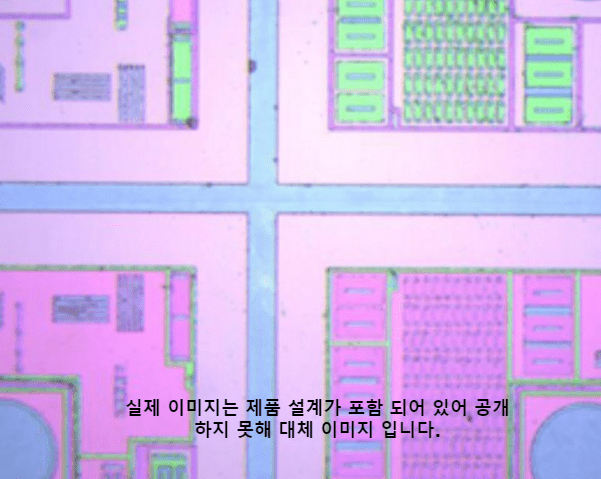 실제 이미지는 제품 설계가 포함 되어 있어 공개
하지 못해 대체 이미지 입니다.